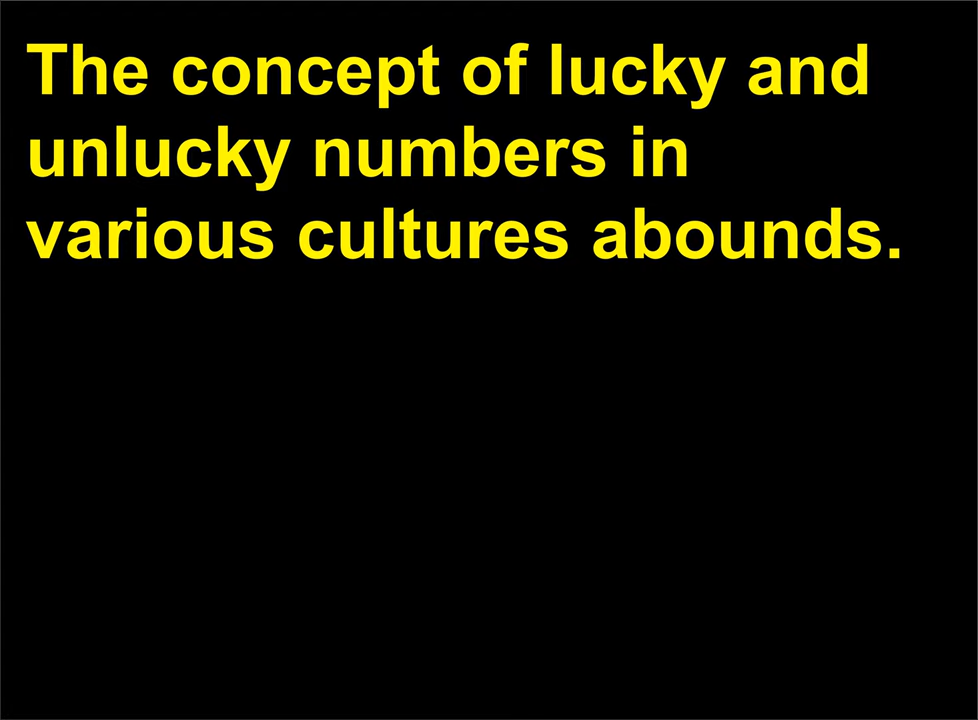 The concept of lucky and
unlucky numbers in
various cultures abounds.